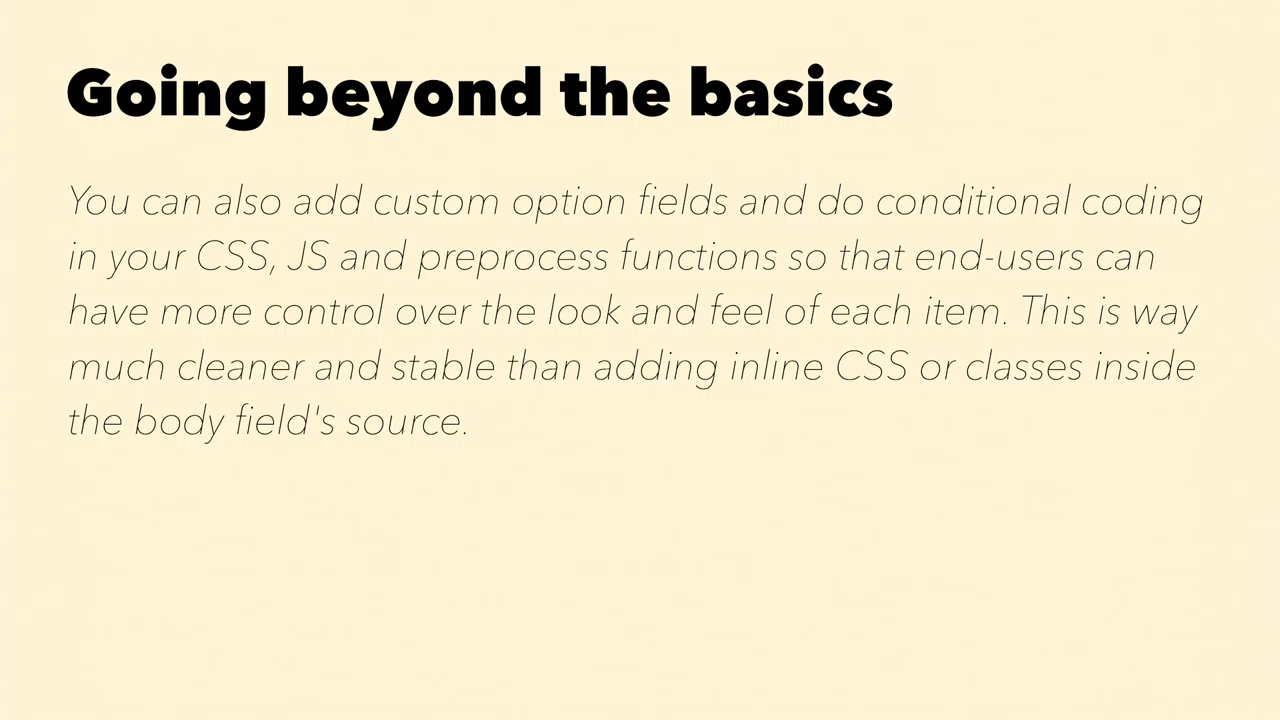 Going beyond the basics
You can also add custom option fields and do conditional coding
in your CSS, JS and preprocess functions so that end-users can
have more control over the look and feel of each item. This is way
much cleaner and stable than adding inline CSS or classes inside
the body field's source.